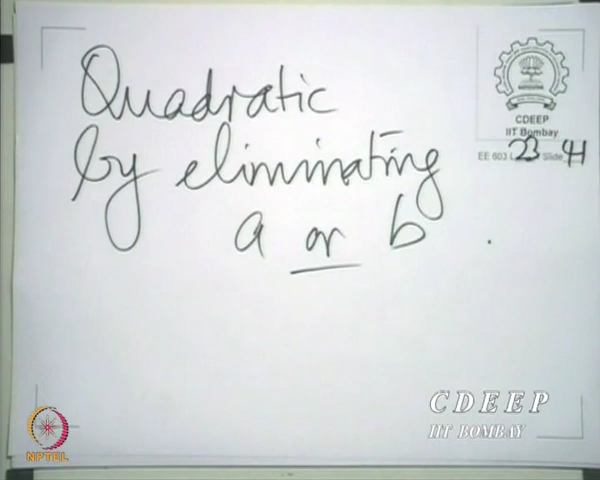 Quadratic
by eliminating
a or b .
CDEEP
IIT Bombay
EE 603 L 23 Slide 41
CDEEP
IIT BOMBAY
NPTEL